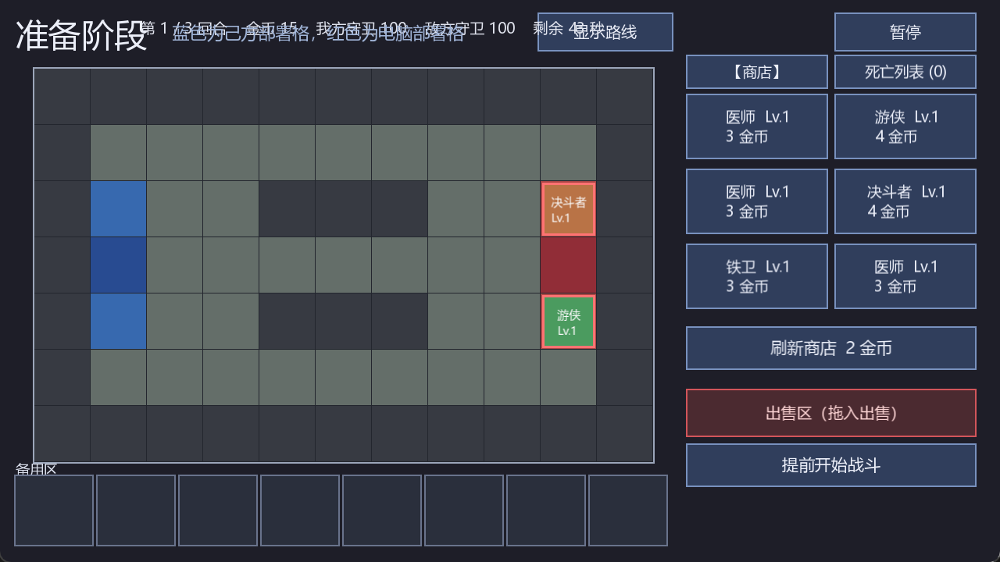 准备阶段
第 1 / 3 回合 金币 15 我方守卫 100 敌方守卫 100 剩余
蓝色为己方部署格，红色为电脑部署格
显示路线
暂停
【商店】
死亡列表 (0)
医师 Lv.1
3 金币
游侠 Lv.1
4 金币
医师 Lv.1
3 金币
决斗者 Lv.1
4 金币
铁卫 Lv.1
3 金币
医师 Lv.1
3 金币
决斗者
Lv.1
游侠
Lv.1
刷新商店 2 金币
出售区（拖入出售）
提前开始战斗
备用区